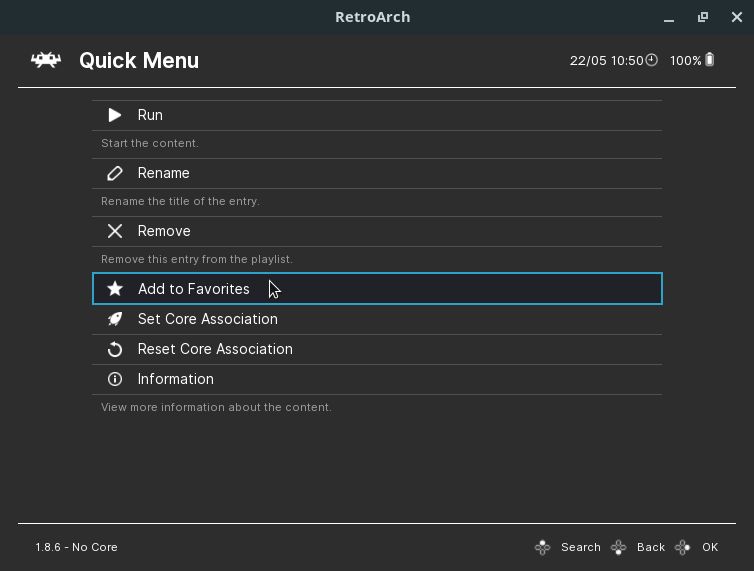 RetroArch
Quick Menu
22/05 10:50 100%
Run
Start the content.
Rename
Rename the title of the entry.
Remove
Remove this entry from the playlist.
Add to Favorites
Set Core Association
Reset Core Association
Information
View more information about the content.
1.8.6 - No Core
Search Back OK